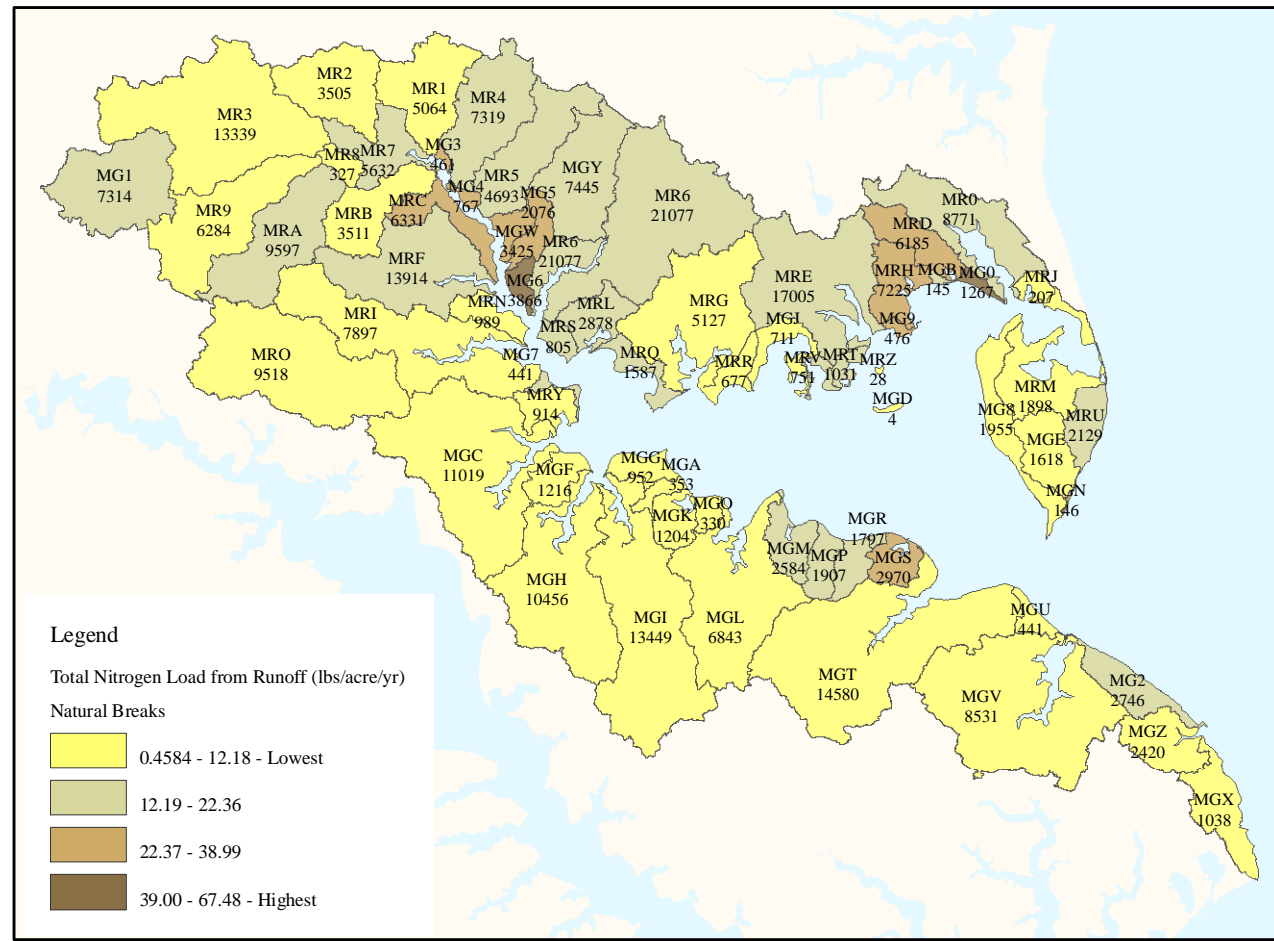 MR2
3505
MR1
5064
MR4
7319
MR3
13339
MG3
461
MR7
5632
MR8
327
MG1
7314
MR5
4693
MGY
7445
MG4
767
MG5
2076
MRC
6331
MR6
21077
MR9
6284
MRA
9597
MRB
3511
MGW
3425
MR6
21077
MRF
13914
MG6
3866
MR0
8771
MRD
6185
MRH
7225
MGB
145
MG0
1267
MRJ
207
MRE
17005
MRG
5127
MRN
989
MRL
2878
MRI
7897
MRS
805
MGJ
711
MG9
476
MRO
9518
MG7
441
MRQ
1587
MRR
677
MRV
751
MRT
1031
MRZ
28
MGD
4
MRY
914
MRM
1898
MG8
1955
MRU
2129
MGE
1618
MGN
146
MGC
11019
MGF
1216
MGG
952
MGA
353
MGK
1204
MGO
330
MGR
1797
MGM
2584
MGP
1907
MGS
2970
MGH
10456
MGI
13449
MGL
6843
MGT
14580
MGU
441
MGV
8531
MG2
2746
MGZ
2420
MGX
1038
Legend
Total Nitrogen Load from Runoff (lbs/acre/yr)
Natural Breaks
0.4584 - 12.18 - Lowest
12.19 - 22.36
22.37 - 38.99
39.00 - 67.48 - Highest